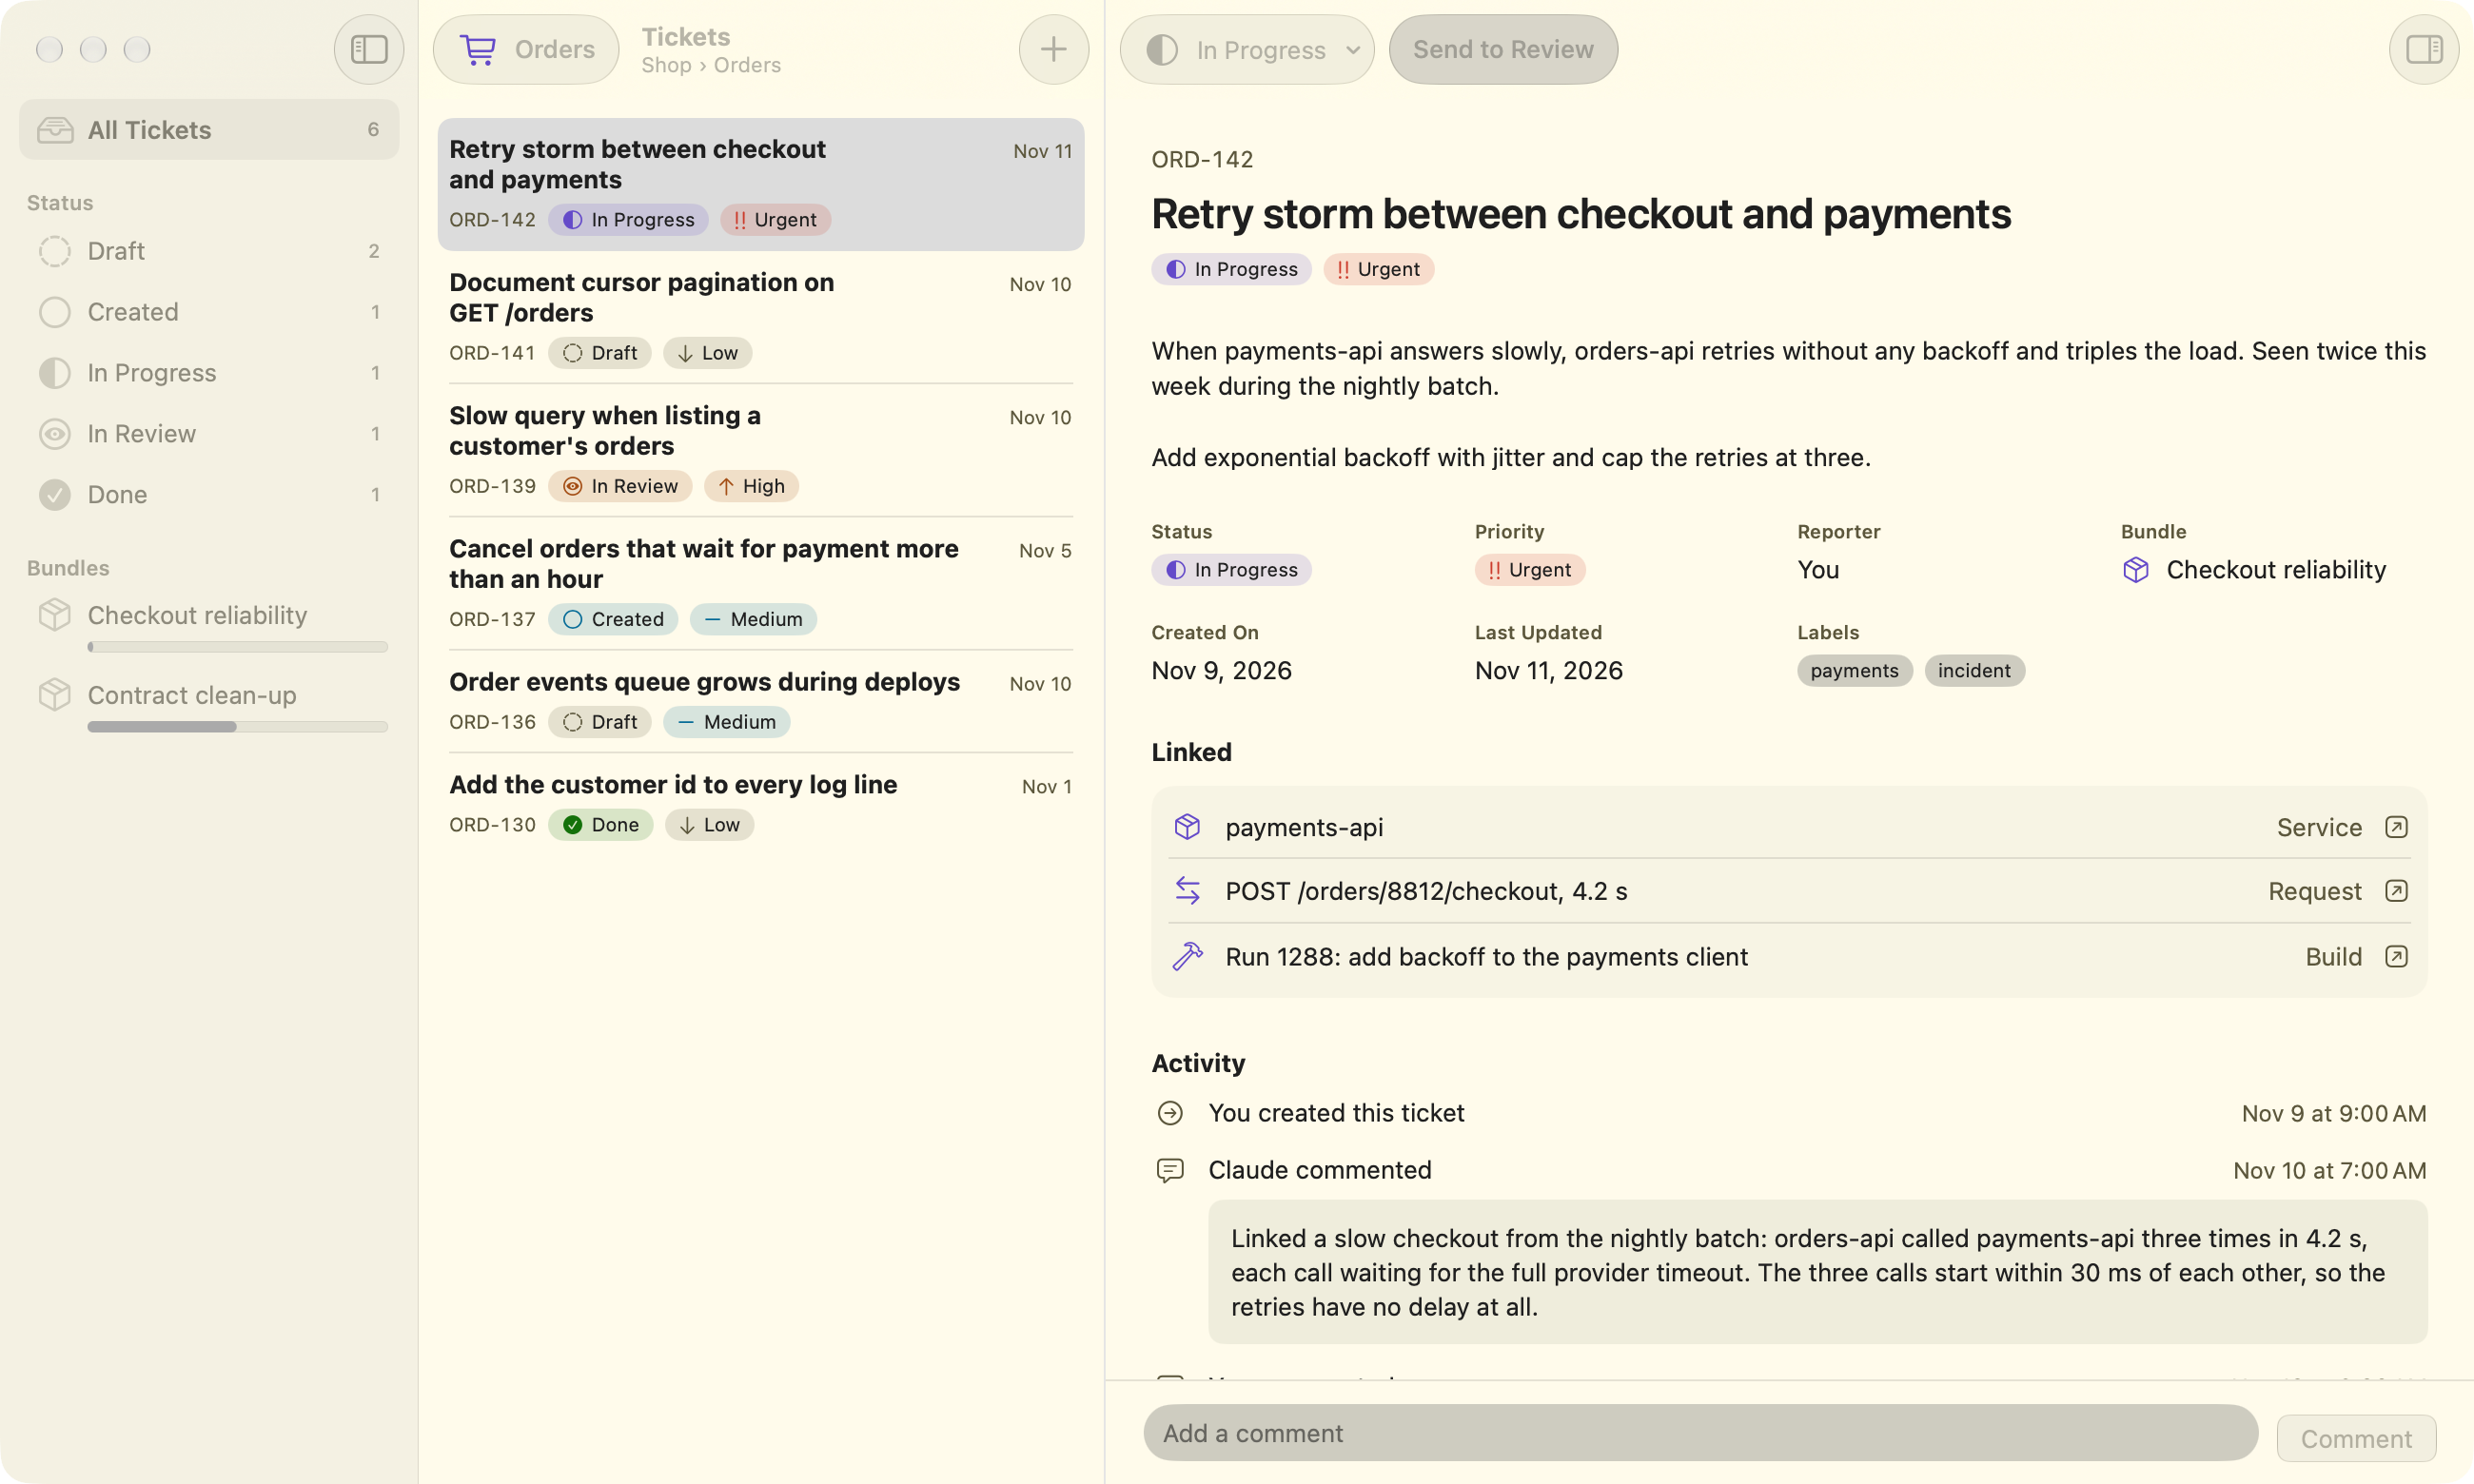 All Tickets 6
Status
Draft 2
Created 1
In Progress 1
In Review 1
Done 1
Bundles
Checkout reliability
Contract clean-up
Orders
Tickets
Shop › Orders
Retry storm between checkout
and payments
Nov 11
ORD-142 In Progress !! Urgent
Document cursor pagination on
GET /orders
Nov 10
ORD-141 Draft Low
Slow query when listing a
customer's orders
Nov 10
ORD-139 In Review High
Cancel orders that wait for payment more
than an hour
Nov 5
ORD-137 Created Medium
Order events queue grows during deploys
Nov 10
ORD-136 Draft Medium
Add the customer id to every log line
Nov 1
ORD-130 Done Low
In Progress
Send to Review
ORD-142
Retry storm between checkout and payments
In Progress !! Urgent
When payments-api answers slowly, orders-api retries without any backoff and triples the load. Seen twice this
week during the nightly batch.
Add exponential backoff with jitter and cap the retries at three.
Status Priority Reporter Bundle
In Progress !! Urgent You Checkout reliability
Created On Last Updated Labels
Nov 9, 2026 Nov 11, 2026 payments incident
Linked
payments-api Service
POST /orders/8812/checkout, 4.2 s Request
Run 1288: add backoff to the payments client Build
Activity
You created this ticket Nov 9 at 9:00 AM
Claude commented Nov 10 at 7:00 AM
Linked a slow checkout from the nightly batch: orders-api called payments-api three times in 4.2 s,
each call waiting for the full provider timeout. The three calls start within 30 ms of each other, so the
retries have no delay at all.
Add a comment
Comment